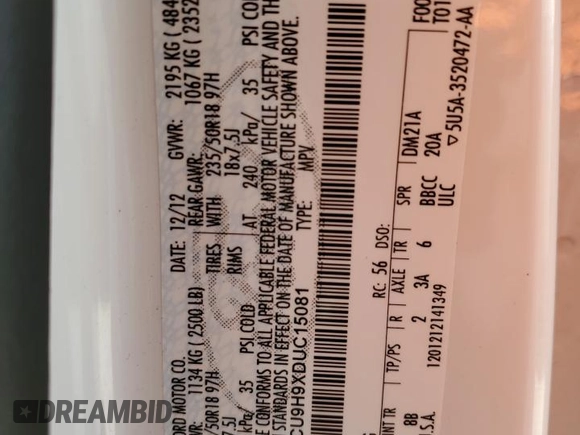 ORD MOTOR CO.
DATE: 12/12
GVWR: 2195 KG ( 484
1134 KG ( 2500 LB)
REAR GAWR: 1067 KG ( 2352
/50R18 97H
TIRES WITH
235/50R18 97H
RIMS
18x7.5J
kPa/ 35 PSI COLD
AT 240 kPa/ 35 PSI COL
TO ALL APPLICABLE FEDERAL MOTOR VEHICLE SAFETY AND
STANDARDS IN EFFECT ON THE DATE OF MANUFACTURE SHOWN ABOVE.
CU9H9XDUC15081
TYPE: MPV
RC: 56 DSO:
INT TR TP/PS R AXLE TR SPR
8B 2 3A 6 BBCC DM21A
ULC 20A
.S.A. 1201212141349
▽5U5A-3520472-AA
DREAMBID